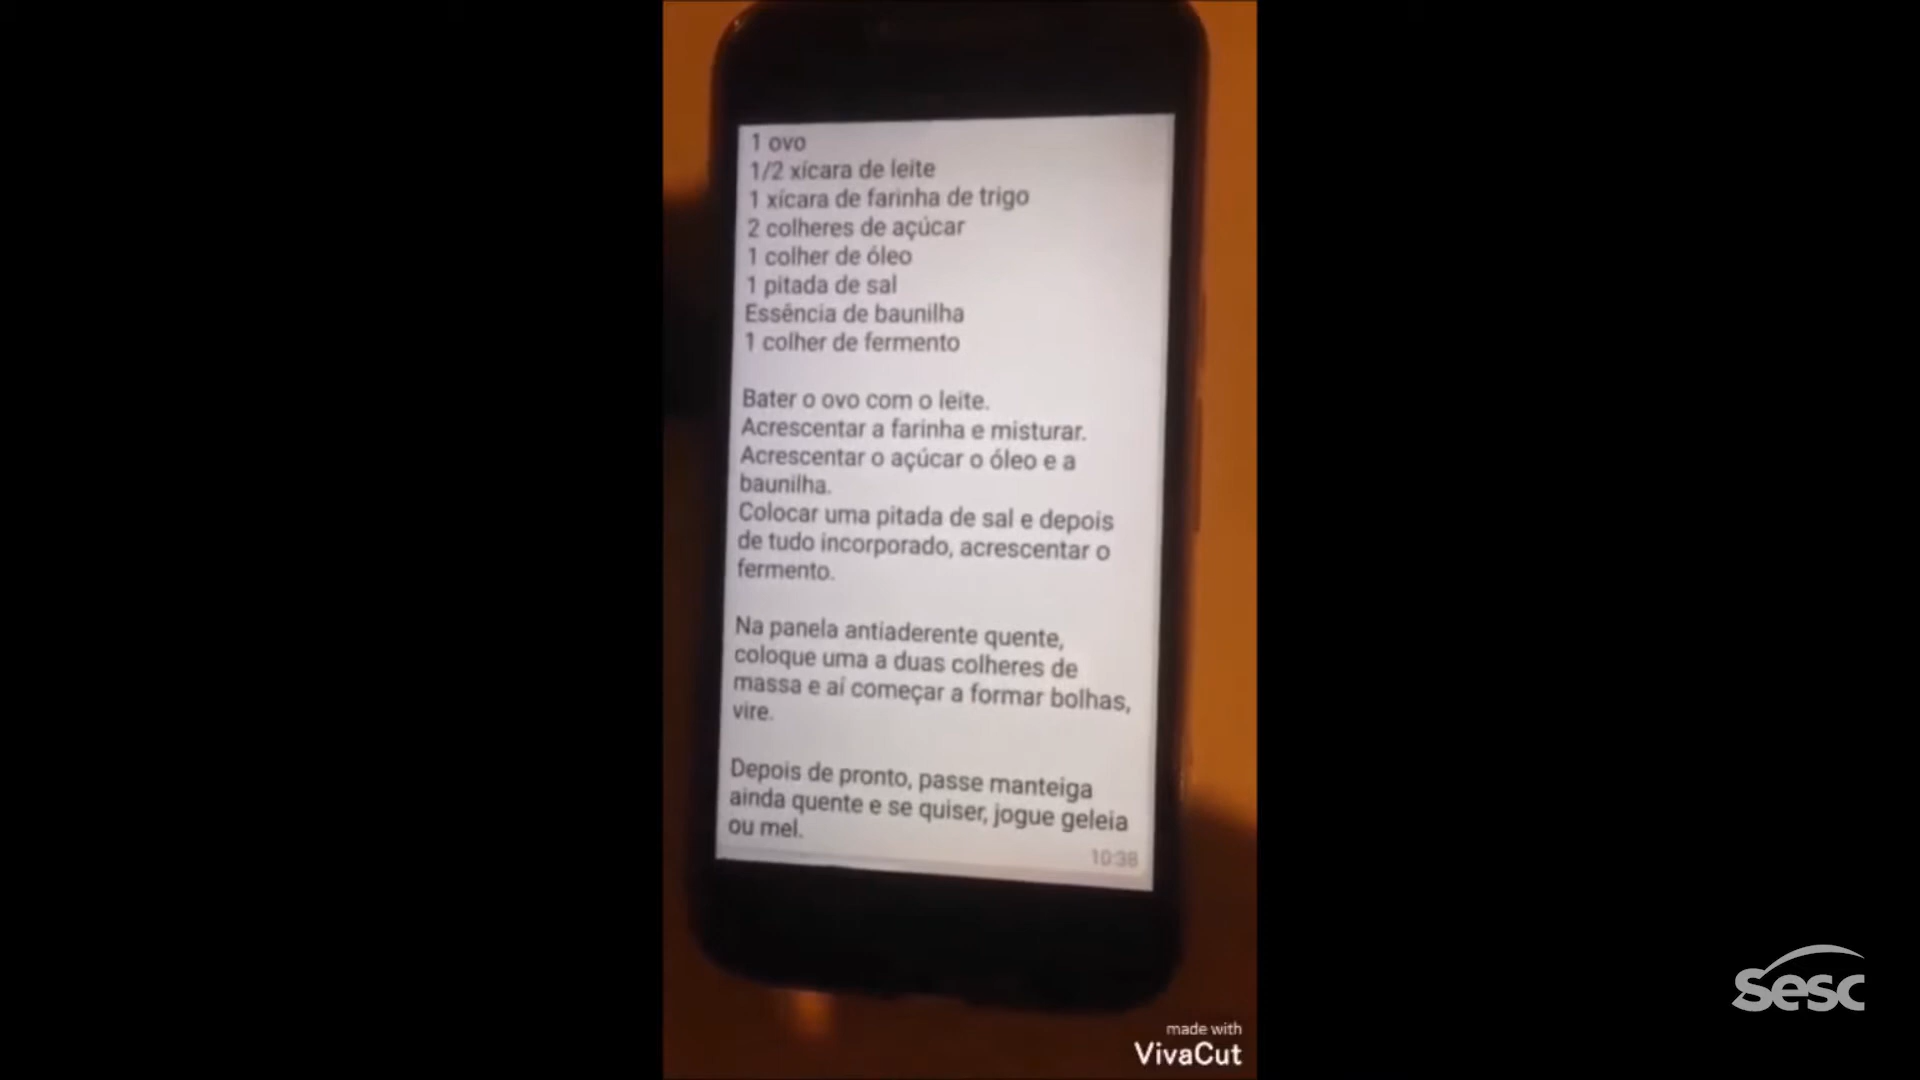 1 ovo
1/2 xícara de leite
1 xícara de farinha de trigo
2 colheres de açúcar
1 colher de óleo
1 pitada de sal
Essência de baunilha
1 colher de fermento
Bater o ovo com o leite.
Acrescentar a farinha e misturar.
Acrescentar o açúcar o óleo e a
baunilha.
Colocar uma pitada de sal e depois
de tudo incorporado, acrescentar o
fermento.
Na panela antiaderente quente,
coloque uma a duas colheres de
massa e aí começar a formar bolhas,
vire.
Depois de pronto, passe manteiga
ainda quente e se quiser, jogue geleia
ou mel.
10:38
made with
VivaCut
Sesc